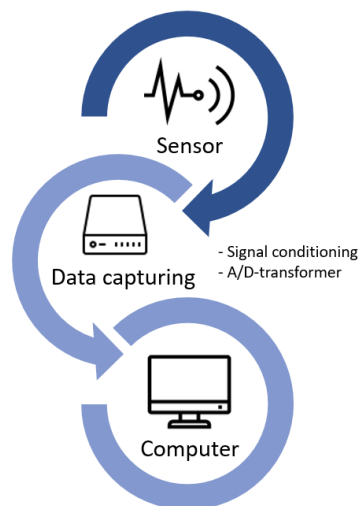 Sensor
Data capturing
- Signal conditioning
- A/D-transformer
Computer